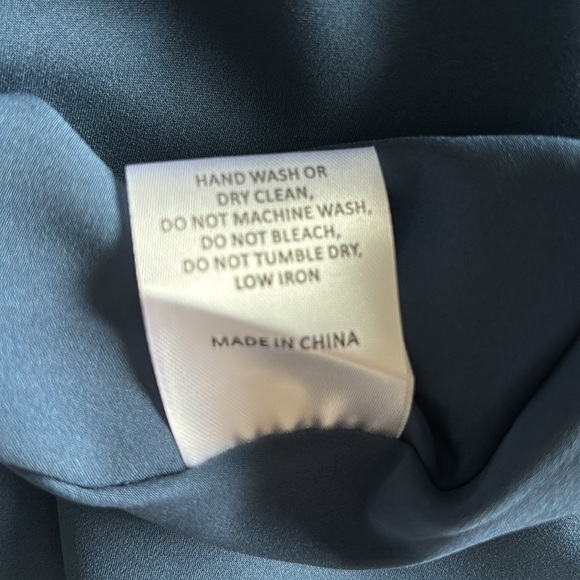 HAND WASH OR
DRY CLEAN,
DO NOT MACHINE WASH,
DO NOT BLEACH,
DO NOT TUMBLE DRY,
LOW IRON
MADE IN CHINA